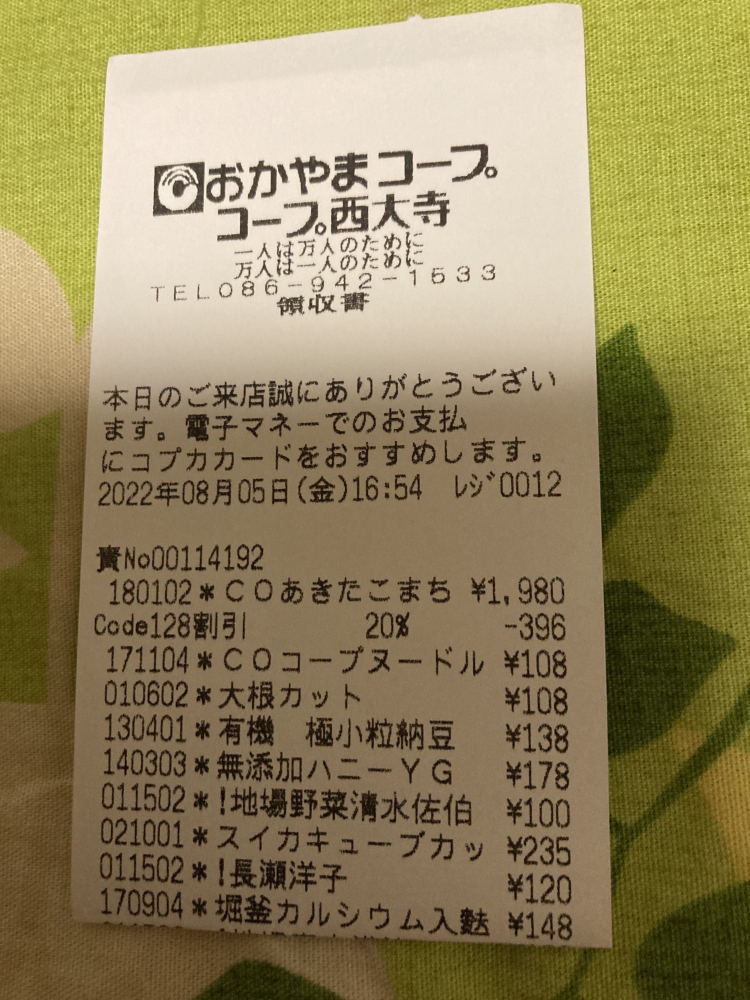 おかやまコープ。
コープ。西大寺
一人は万人のために
万人は一人のために
TEL086-942-1533
領収書
本日のご来店誠にありがとうござい
ます。電子マネーでのお支払
にコプカカードをおすすめします。
2022年08月05日(金)16:54 レジ0012
責No00114192
180102*COあきたこまち ¥1,980
Code128割引 20% -396
171104*COコープヌードル ¥108
010602*大根カット ¥108
130401*有機 極小粒納豆 ¥138
140303*無添加ハニーYG ¥178
011502*!地場野菜清水佐伯 ¥100
021001*スイカキューブカッ ¥235
011502*!長瀬洋子 ¥120
170904*堀釜カルシウム入麩 ¥148